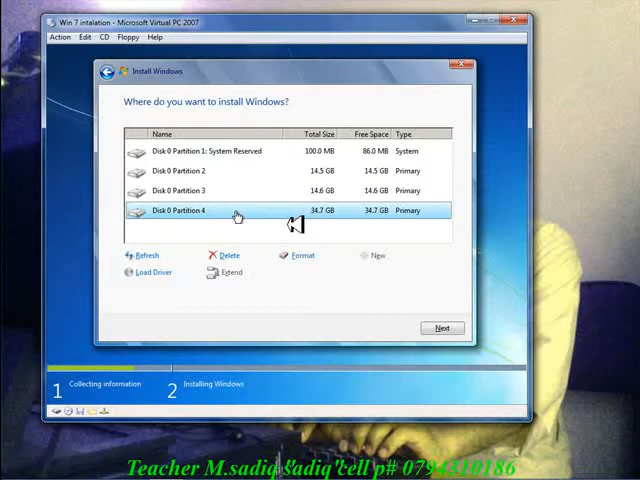 Win 7 intalation - Microsoft Virtual PC 2007
Action Edit CD Floppy Help
Install Windows
Where do you want to install Windows?
Name Total Size Free Space Type
Disk 0 Partition 1: System Reserved 100.0 MB 86.0 MB System
Disk 0 Partition 2 14.5 GB 14.5 GB Primary
Disk 0 Partition 3 14.6 GB 14.6 GB Primary
Disk 0 Partition 4 34.7 GB 34.7 GB Primary
Refresh Delete Format New
Load Driver Extend
Next
1 Collecting information 2 Installing Windows
Teacher M.sadiq"sadiq"cell p# 0794310186